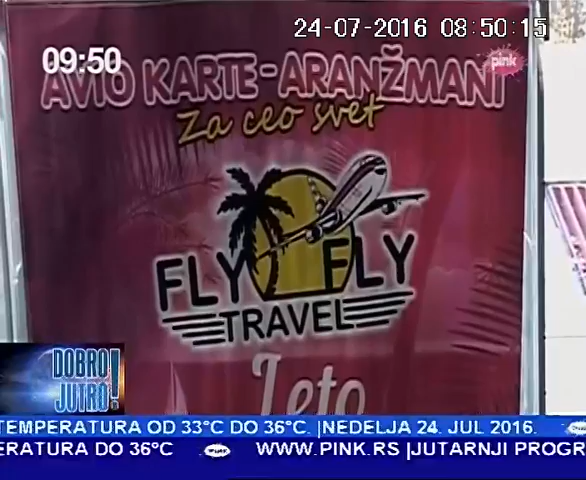 24-07-2016 08:50:15
09:50
pink
AVIO KARTE-ARANŽMANI
Za ceo svet
FLY FLY
TRAVEL
Leto
DOBRO
JUTRO!
TEMPERATURA OD 33°C DO 36°C. |NEDELJA 24. JUL 2016.
ERATURA DO 36°C WWW.PINK.RS |JUTARNJI PROGR